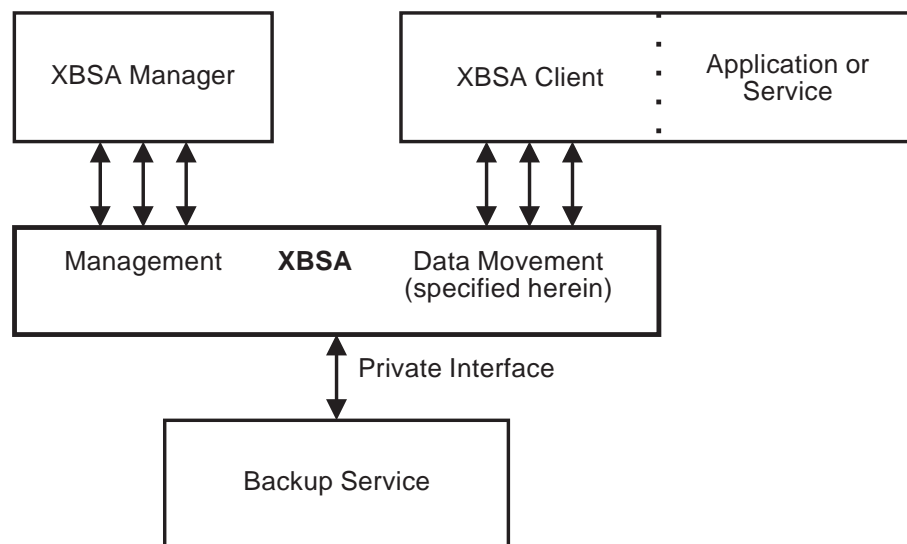 XBSA Manager
XBSA Client
Application or
Service
Management
XBSA
Data Movement
(specified herein)
Private Interface
Backup Service